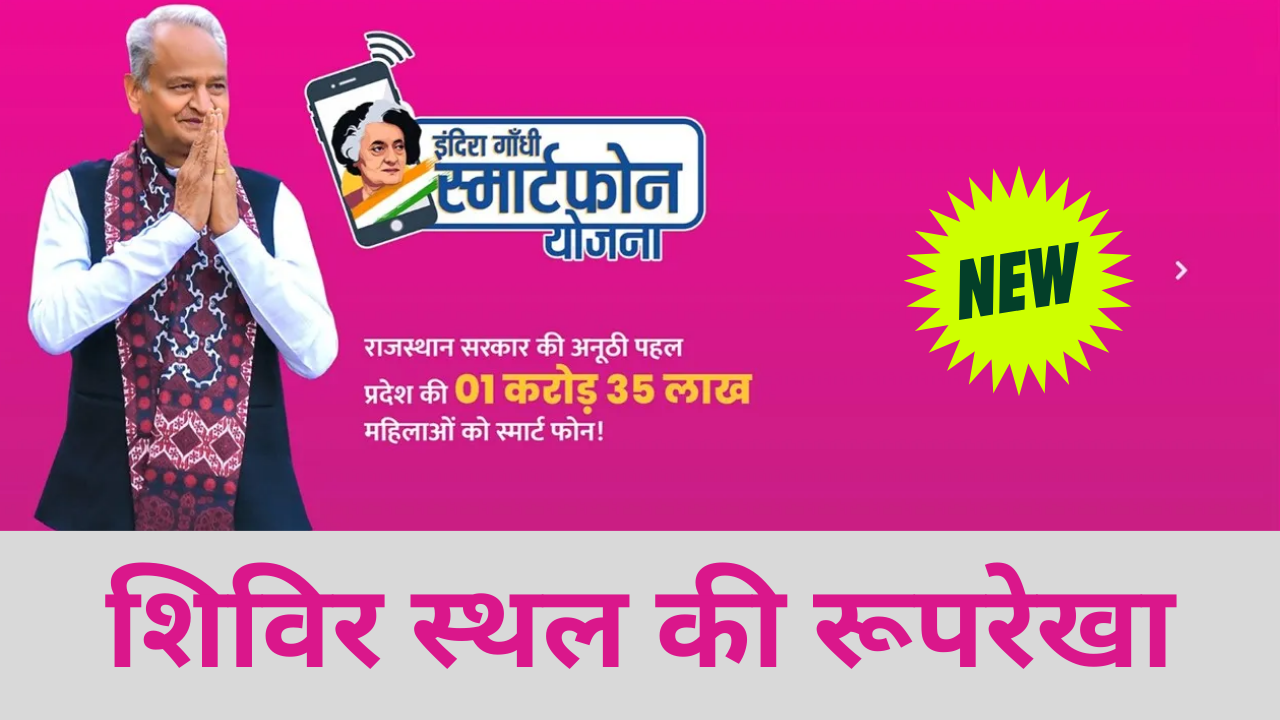 इंदिरा गाँधी
स्मार्टफोन
योजना
राजस्थान सरकार की अनूठी पहल
प्रदेश की 01 करोड़ 35 लाख
महिलाओं को स्मार्ट फोन!
NEW
शिविर स्थल की रूपरेखा